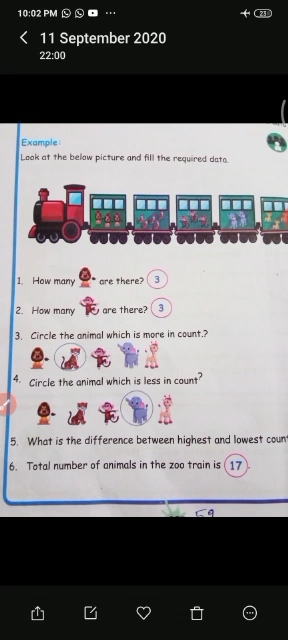 10:02 PM
23
11 September 2020
22:00
Example:
Look at the below picture and fill the required data.
1. How many are there? 3
2. How many are there? 3
3. Circle the animal which is more in count.?
4. Circle the animal which is less in count?
5. What is the difference between highest and lowest coun
6. Total number of animals in the zoo train is 17.
59